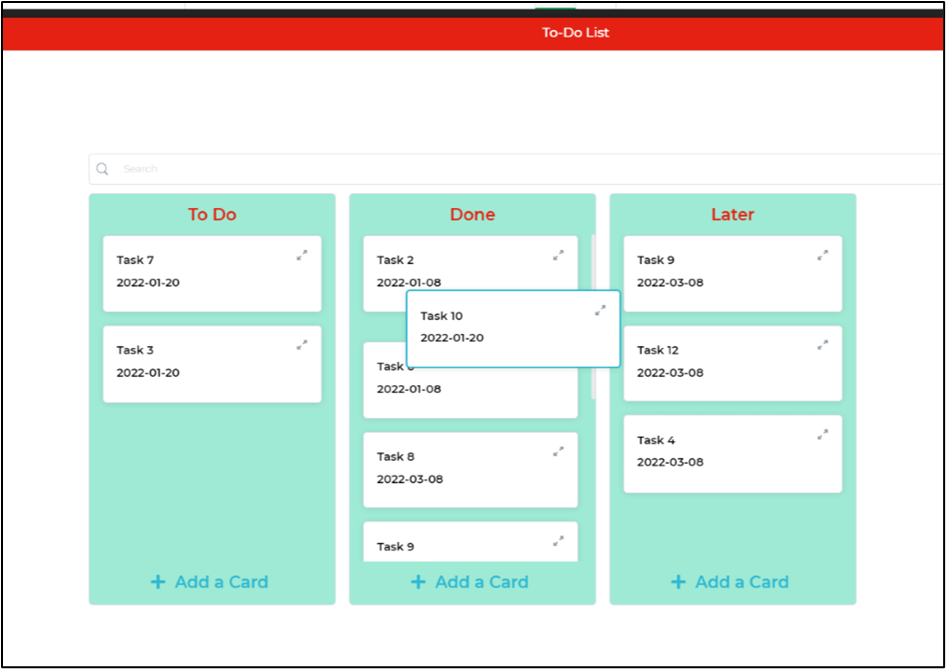 To-Do List
Search
To Do
Task 7
2022-01-20
Task 3
2022-01-20
+ Add a Card
Done
Task 2
2022-01-08
Task 10
2022-01-20
Task
2022-01-08
Task 8
2022-03-08
Task 9
+ Add a Card
Later
Task 9
2022-03-08
Task 12
2022-03-08
Task 4
2022-03-08
+ Add a Card